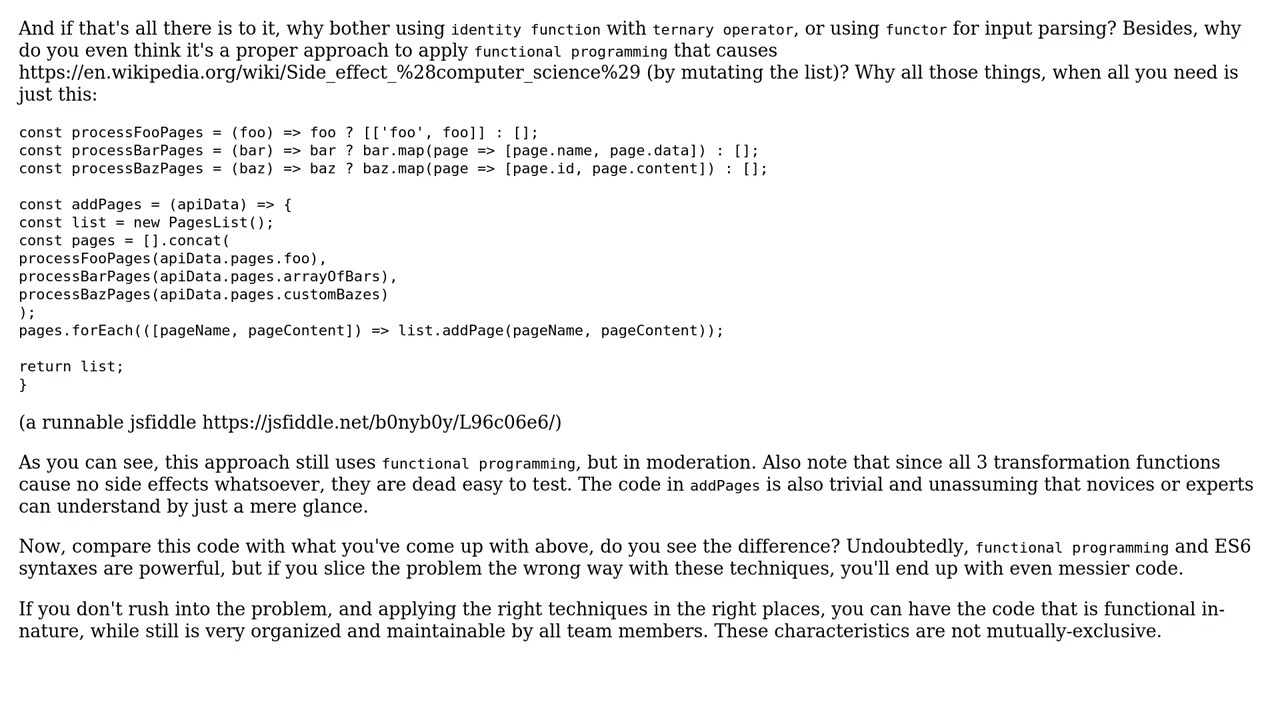 And if that's all there is to it, why bother using identity function with ternary operator, or using functor for input parsing? Besides, why
do you even think it's a proper approach to apply functional programming that causes
https://en.wikipedia.org/wiki/Side_effect_%28computer_science%29 (by mutating the list)? Why all those things, when all you need is
just this:
const processFooPages = (foo) => foo ? [['foo', foo]] : [];
const processBarPages = (bar) => bar ? bar.map(page => [page.name, page.data]) : [];
const processBazPages = (baz) => baz ? baz.map(page => [page.id, page.content]) : [];
const addPages = (apiData) => {
const list = new PagesList();
const pages = [].concat(
processFooPages(apiData.pages.foo),
processBarPages(apiData.pages.arrayOfBars),
processBazPages(apiData.pages.customBazes)
);
pages.forEach(([pageName, pageContent]) => list.addPage(pageName, pageContent));
return list;
}
(a runnable jsfiddle https://jsfiddle.net/b0nyb0y/L96c06e6/)
As you can see, this approach still uses functional programming, but in moderation. Also note that since all 3 transformation functions
cause no side effects whatsoever, they are dead easy to test. The code in addPages is also trivial and unassuming that novices or experts
can understand by just a mere glance.
Now, compare this code with what you've come up with above, do you see the difference? Undoubtedly, functional programming and ES6
syntaxes are powerful, but if you slice the problem the wrong way with these techniques, you'll end up with even messier code.
If you don't rush into the problem, and applying the right techniques in the right places, you can have the code that is functional in-
nature, while still is very organized and maintainable by all team members. These characteristics are not mutually-exclusive.